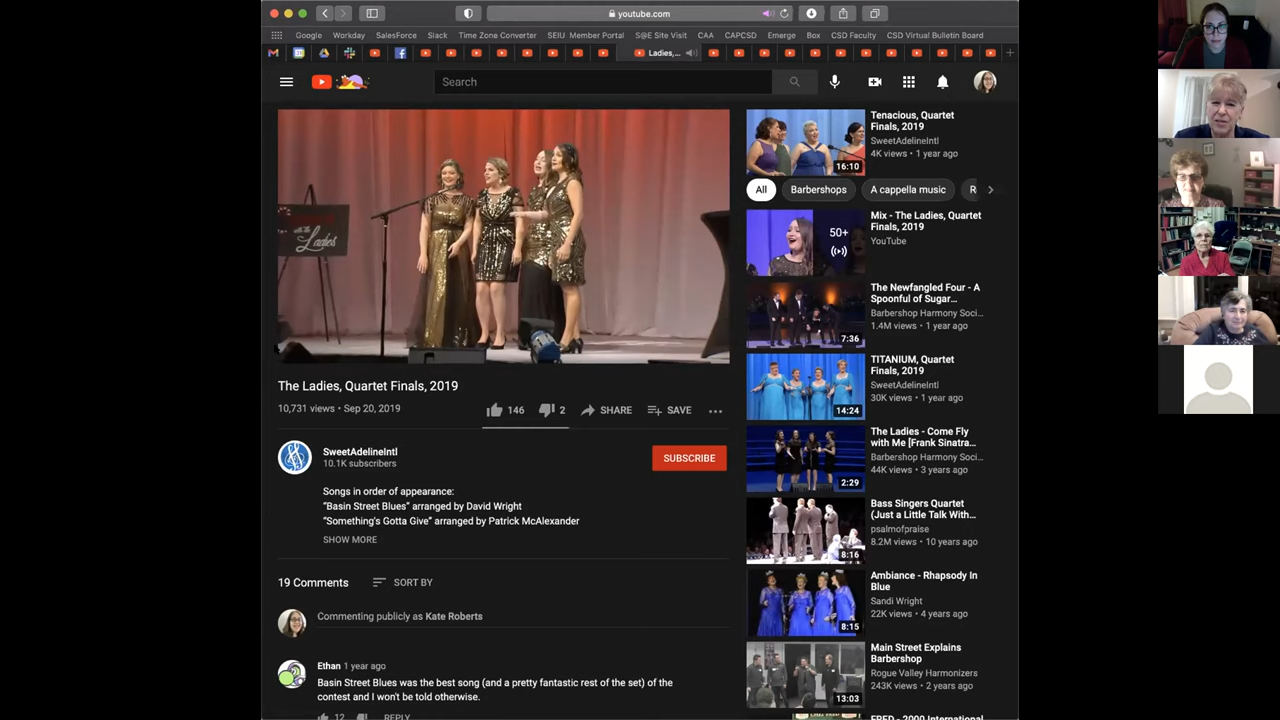 youtube.com
Google
Workday
SalesForce
Slack
Time Zone Converter
SEIU Member Portal
S@E Site Visit
CAA
CAPCSD
Emerge
Box
CSD Faculty
CSD Virtual Bulletin Board
Ladies,...
Search
Ladies
The Ladies, Quartet Finals, 2019
10,731 views • Sep 20, 2019
146
2
SHARE
SAVE
SweetAdelineIntl
10.1K subscribers
SUBSCRIBE
Songs in order of appearance:
“Basin Street Blues” arranged by David Wright
“Something's Gotta Give” arranged by Patrick McAlexander
SHOW MORE
19 Comments
SORT BY
Commenting publicly as Kate Roberts
Ethan 1 year ago
Basin Street Blues was the best song (and a pretty fantastic rest of the set) of the
contest and I won't be told otherwise.
12
REPLY
16:10
Tenacious, Quartet
Finals, 2019
SweetAdelineIntl
4K views • 1 year ago
All
Barbershops
A cappella music
R
50+
Mix - The Ladies, Quartet
Finals, 2019
YouTube
7:36
The Newfangled Four - A
Spoonful of Sugar...
Barbershop Harmony Soci...
1.4M views • 1 year ago
14:24
TITANIUM, Quartet
Finals, 2019
SweetAdelineIntl
30K views • 1 year ago
2:29
The Ladies - Come Fly
with Me [Frank Sinatra...
Barbershop Harmony Soci...
44K views • 3 years ago
8:16
Bass Singers Quartet
(Just a Little Talk With...
psalmofpraise
8.2M views • 10 years ago
8:15
Ambiance - Rhapsody In
Blue
Sandi Wright
22K views • 4 years ago
13:03
Main Street Explains
Barbershop
Rogue Valley Harmonizers
243K views • 2 years ago
FRED - 2000 International